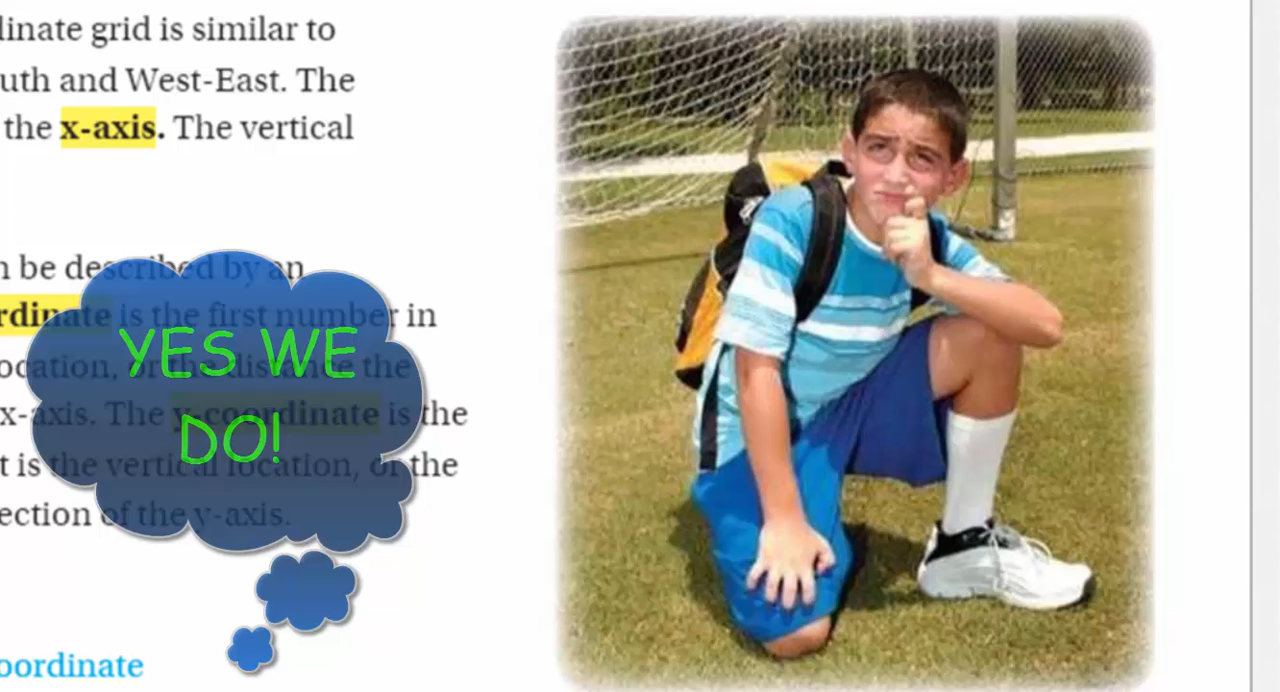 linate grid is similar to
uth and West-East. The
the x-axis. The vertical
n be described by an
rdinate is the first number in
ocation, or the distance the
x-axis. The y-coordinate is the
t is the vertical location, or the
ection of the y-axis.
YES WE
DO!
oordinate